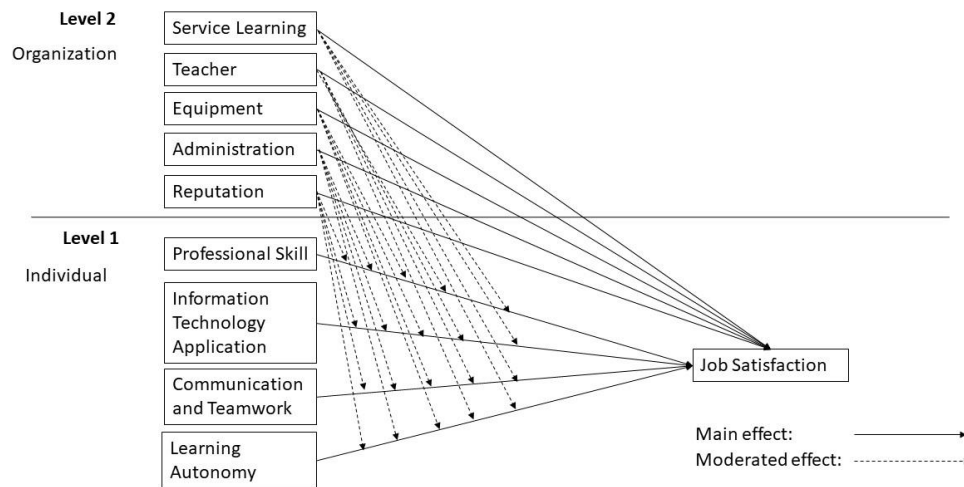 Level 2
Organization
Service Learning
Teacher
Equipment
Administration
Reputation
Level 1
Individual
Professional Skill
Information
Technology
Application
Communication
and Teamwork
Learning
Autonomy
Job Satisfaction
Main effect:
Moderated effect: